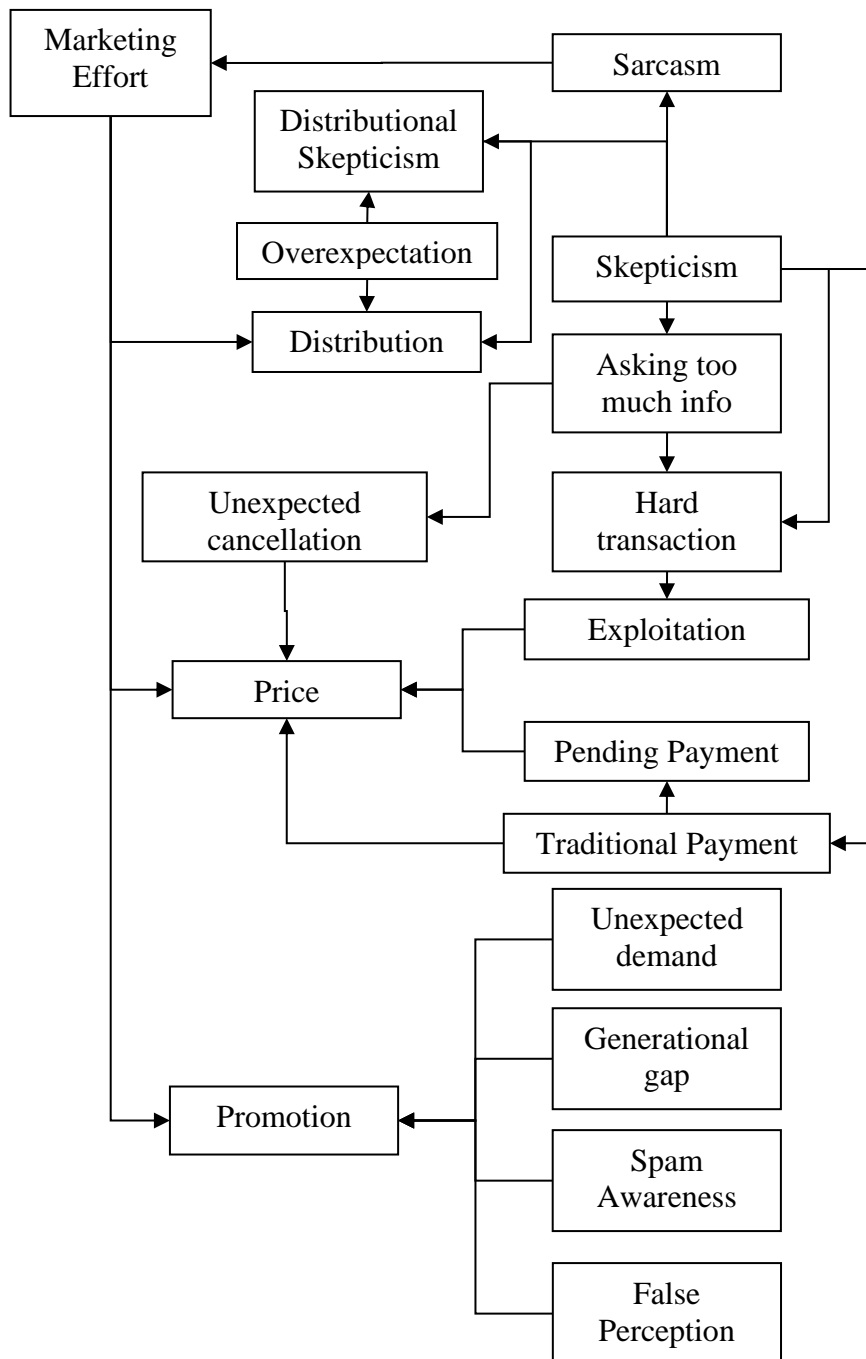 Marketing
Effort
Sarcasm
Distributional
Skepticism
Overexpectation
Skepticism
Distribution
Asking too
much info
Unexpected
cancellation
Hard
transaction
Exploitation
Price
Pending Payment
Traditional Payment
Unexpected
demand
Generational
gap
Promotion
Spam
Awareness
False
Perception